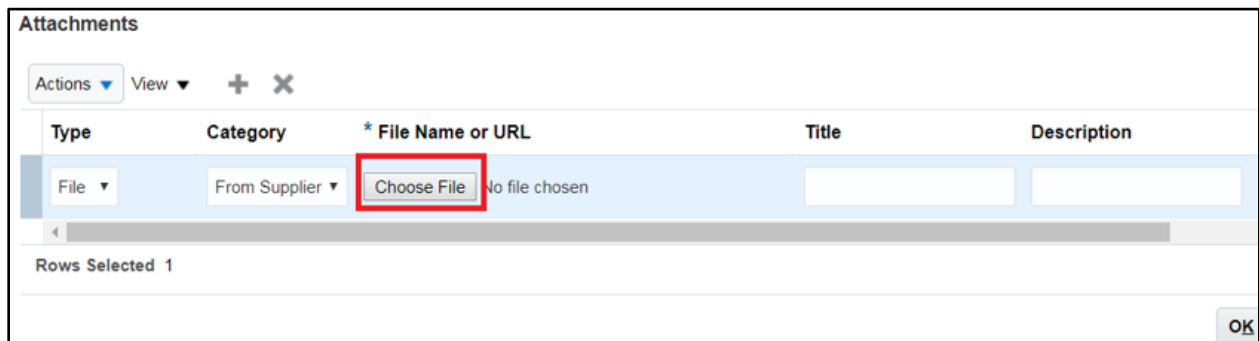 Attachments
Actions View
Type Category * File Name or URL Title Description
File From Supplier Choose File No file chosen
Rows Selected 1
OK